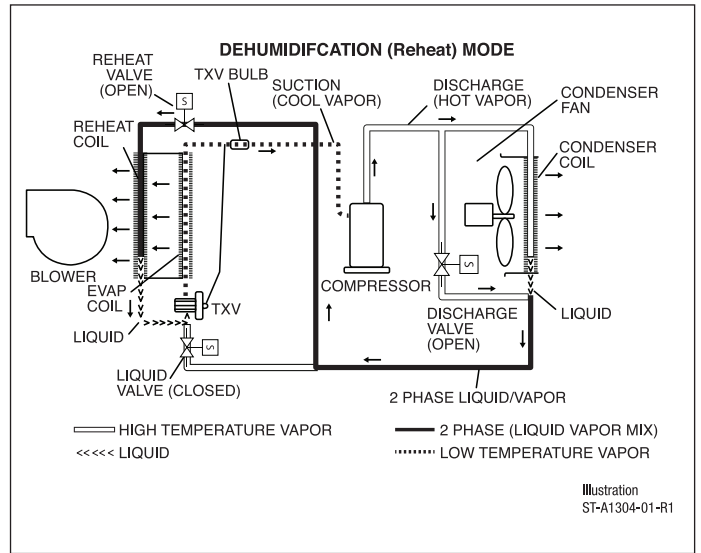 DEHUMIDIFCATION (Reheat) MODE
REHEAT
VALVE
(OPEN)
TXV BULB
SUCTION
(COOL VAPOR)
DISCHARGE
(HOT VAPOR)
CONDENSER
FAN
S
REHEAT
COIL
CONDENSER
COIL
BLOWER
EVAP
COIL
TXV
COMPRESSOR
S
LIQUID
S
LIQUID
VALVE (CLOSED)
DISCHARGE
VALVE
(OPEN)
LIQUID
2 PHASE LIQUID/VAPOR
HIGH TEMPERATURE VAPOR
2 PHASE (LIQUID VAPOR MIX)
<<<<< LIQUID
LOW TEMPERATURE VAPOR
Illustration
ST-A1304-01-R1